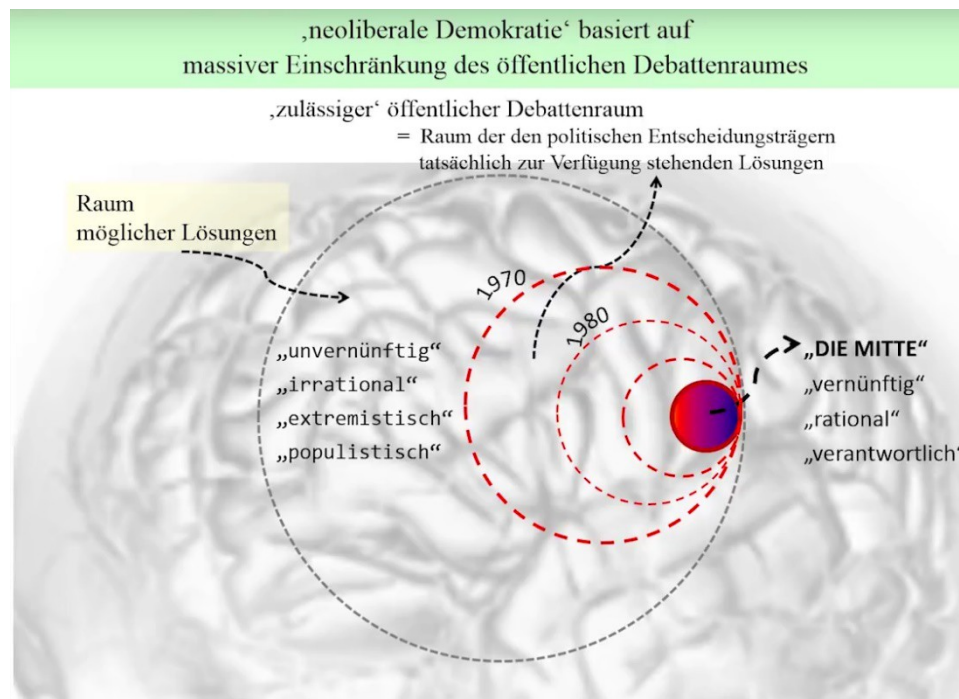 ‚neoliberale Demokratie‘ basiert auf
massiver Einschränkung des öffentlichen Debattenraumes
‚zulässiger‘ öffentlicher Debattenraum
= Raum der den politischen Entscheidungsträgern
tatsächlich zur Verfügung stehenden Lösungen
Raum
möglicher Lösungen
1970
1980
„unvernünftig“
„irrational“
„extremistisch“
„populistisch“
„DIE MITTE“
„vernünftig“
„rational“
„verantwortlich“